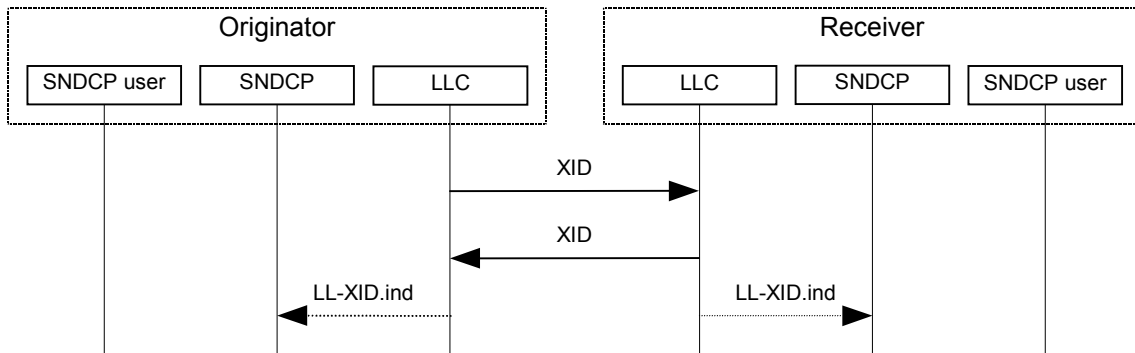 Originator
Receiver
SNDCP user
SNDCP
LLC
LLC
SNDCP
SNDCP user
XID
XID
LL-XID.ind
LL-XID.ind